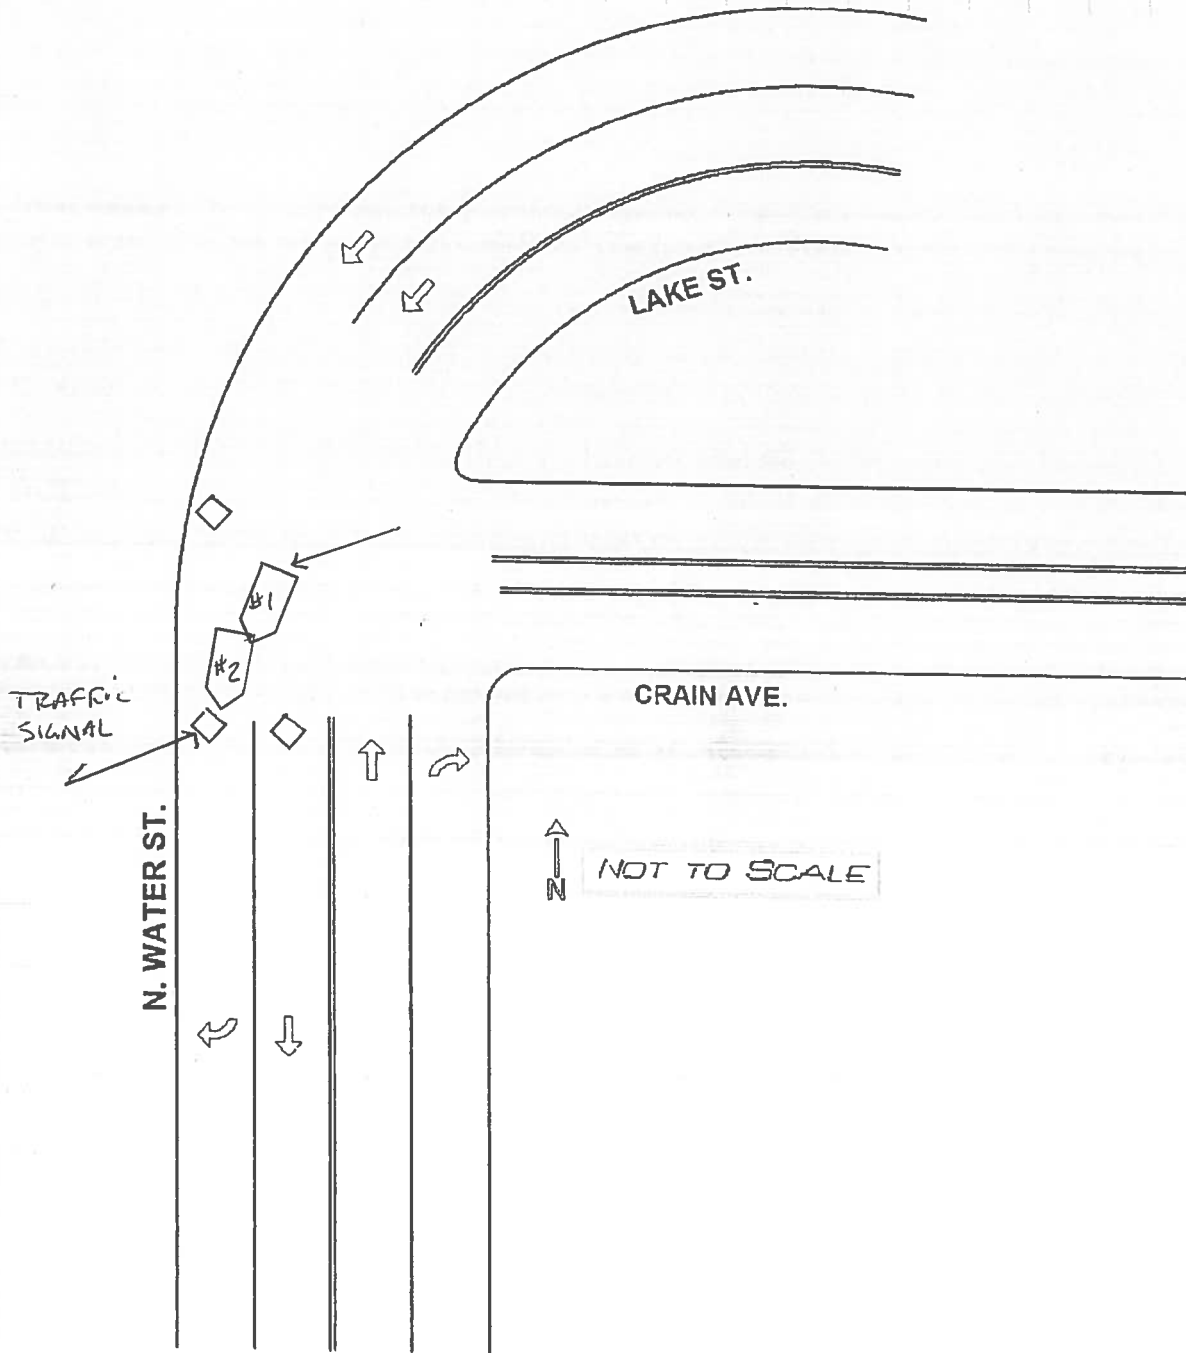 LAKE ST.
#1
#2
TRAFFIC
SIGNAL
CRAIN AVE.
N. WATER ST.
N
NOT TO SCALE